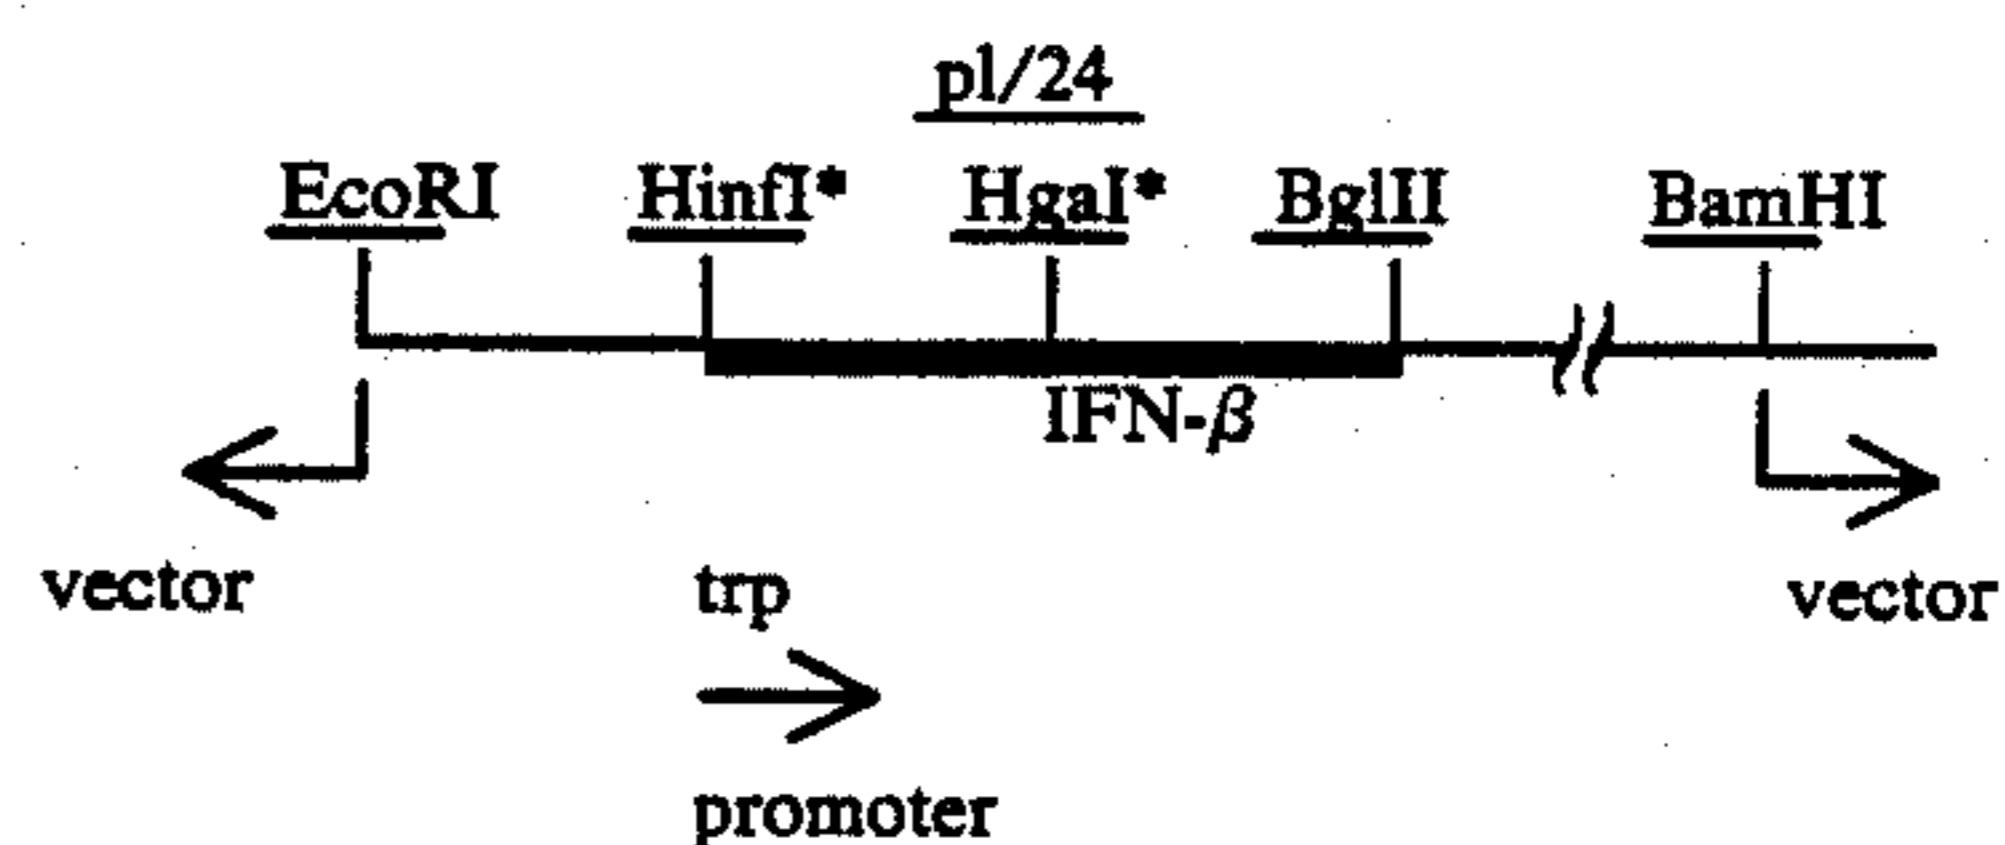 pl/24
EcoRI HinfI* HgaI* BglII BamHI
IFN-β
vector trp vector
promoter